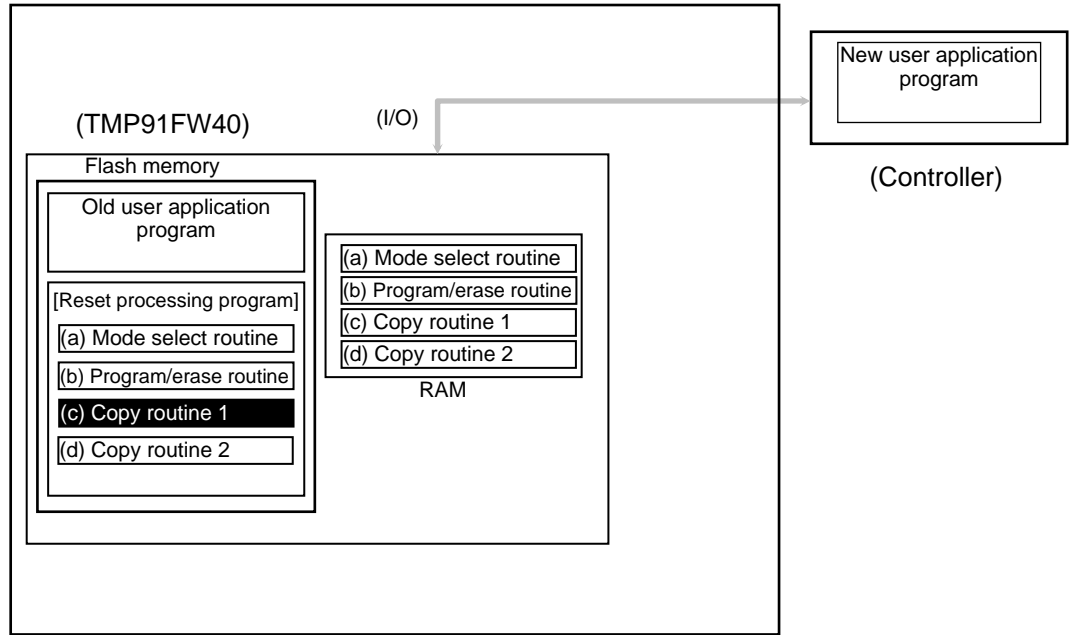 New user application
program
(I/O)
(TMP91FW40)
(Controller)
Flash memory
Old user application
program
[Reset processing program]
(a) Mode select routine
(b) Program/erase routine
(c) Copy routine 1
(d) Copy routine 2
(a) Mode select routine
(b) Program/erase routine
(c) Copy routine 1
(d) Copy routine 2
RAM